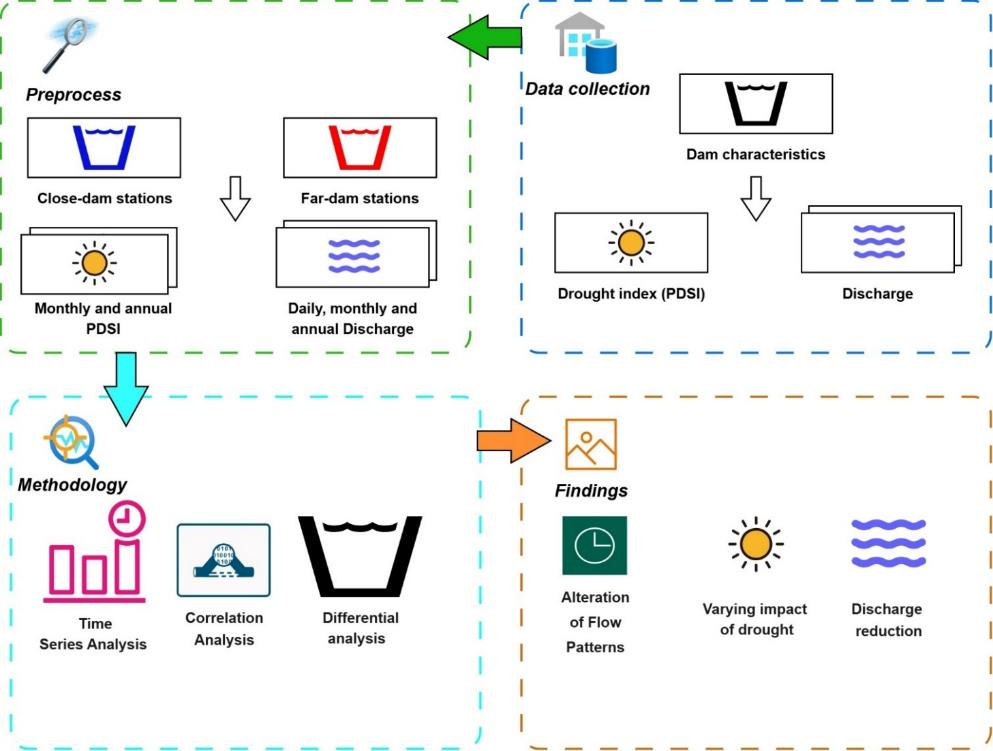 Preprocess
Close-dam stations
Far-dam stations
Monthly and annual
PDSI
Daily, monthly and
annual Discharge
Data collection
Dam characteristics
Drought index (PDSI)
Discharge
Methodology
Time
Series Analysis
Correlation
Analysis
Differential
analysis
Findings
Alteration
of Flow
Patterns
Varying impact
of drought
Discharge
reduction